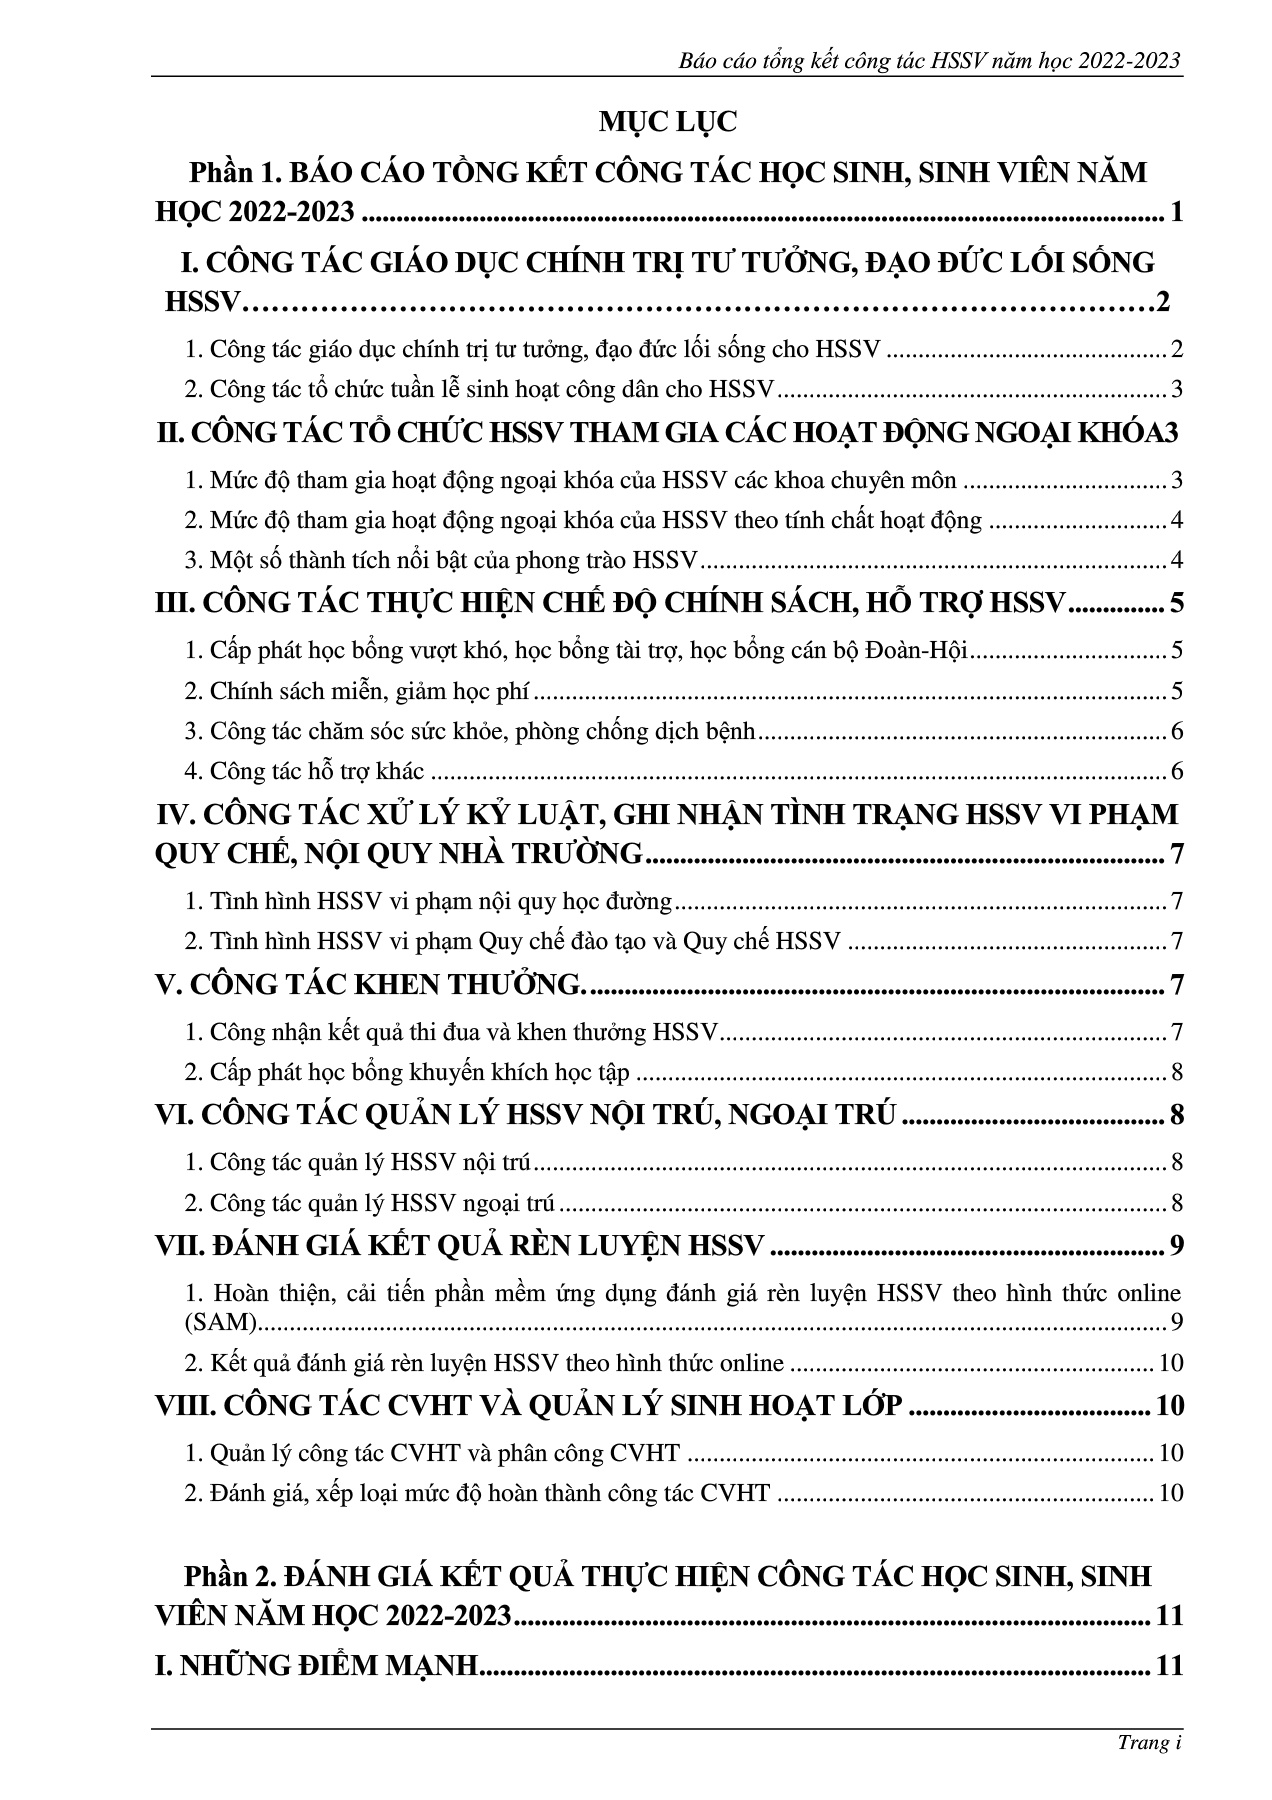 Báo cáo tổng kết công tác HSSV năm học 2022-2023
MỤC LỤC
Phần 1. BÁO CÁO TỔNG KẾT CÔNG TÁC HỌC SINH, SINH VIÊN NĂM
HỌC 2022-2023 ........................................................ 1
I. CÔNG TÁC GIÁO DỤC CHÍNH TRỊ TƯ TƯỞNG, ĐẠO ĐỨC LỐI SỐNG
HSSV........................................................2
1. Công tác giáo dục chính trị tư tưởng, đạo đức lối sống cho HSSV ........................ 2
2. Công tác tổ chức tuần lễ sinh hoạt công dân cho HSSV........................ 3
II. CÔNG TÁC TỔ CHỨC HSSV THAM GIA CÁC HOẠT ĐỘNG NGOẠI KHÓA3
1. Mức độ tham gia hoạt động ngoại khóa của HSSV các khoa chuyên môn ........................ 3
2. Mức độ tham gia hoạt động ngoại khóa của HSSV theo tính chất hoạt động ........................ 4
3. Một số thành tích nổi bật của phong trào HSSV........................ 4
III. CÔNG TÁC THỰC HIỆN CHẾ ĐỘ CHÍNH SÁCH, HỖ TRỢ HSSV.............. 5
1. Cấp phát học bổng vượt khó, học bổng tài trợ, học bổng cán bộ Đoàn-Hội........................ 5
2. Chính sách miễn, giảm học phí ........................ 5
3. Công tác chăm sóc sức khỏe, phòng chống dịch bệnh........................ 6
4. Công tác hỗ trợ khác ........................ 6
IV. CÔNG TÁC XỬ LÝ KỶ LUẬT, GHI NHẬN TÌNH TRẠNG HSSV VI PHẠM
QUY CHẾ, NỘI QUY NHÀ TRƯỜNG........................ 7
1. Tình hình HSSV vi phạm nội quy học đường........................ 7
2. Tình hình HSSV vi phạm Quy chế đào tạo và Quy chế HSSV ........................ 7
V. CÔNG TÁC KHEN THƯỞNG......................... 7
1. Công nhận kết quả thi đua và khen thưởng HSSV........................ 7
2. Cấp phát học bổng khuyến khích học tập ........................ 8
VI. CÔNG TÁC QUẢN LÝ HSSV NỘI TRÚ, NGOẠI TRÚ ........................ 8
1. Công tác quản lý HSSV nội trú........................ 8
2. Công tác quản lý HSSV ngoại trú ........................ 8
VII. ĐÁNH GIÁ KẾT QUẢ RÈN LUYỆN HSSV ........................ 9
1. Hoàn thiện, cải tiến phần mềm ứng dụng đánh giá rèn luyện HSSV theo hình thức online
(SAM)........................ 9
2. Kết quả đánh giá rèn luyện HSSV theo hình thức online ........................ 10
VIII. CÔNG TÁC CVHT VÀ QUẢN LÝ SINH HOẠT LỚP ........................ 10
1. Quản lý công tác CVHT và phân công CVHT ........................ 10
2. Đánh giá, xếp loại mức độ hoàn thành công tác CVHT ........................ 10
Phần 2. ĐÁNH GIÁ KẾT QUẢ THỰC HIỆN CÔNG TÁC HỌC SINH, SINH
VIÊN NĂM HỌC 2022-2023........................ 11
I. NHỮNG ĐIỂM MẠNH........................ 11
Trang i